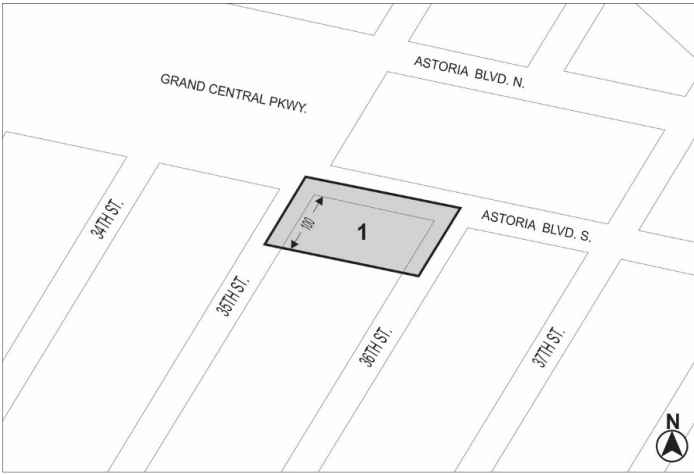 ASTORIA BLVD. N.
GRAND CENTRAL PKWY.
34TH ST.
100
1
ASTORIA BLVD. S.
35TH ST.
36TH ST.
37TH ST.
N